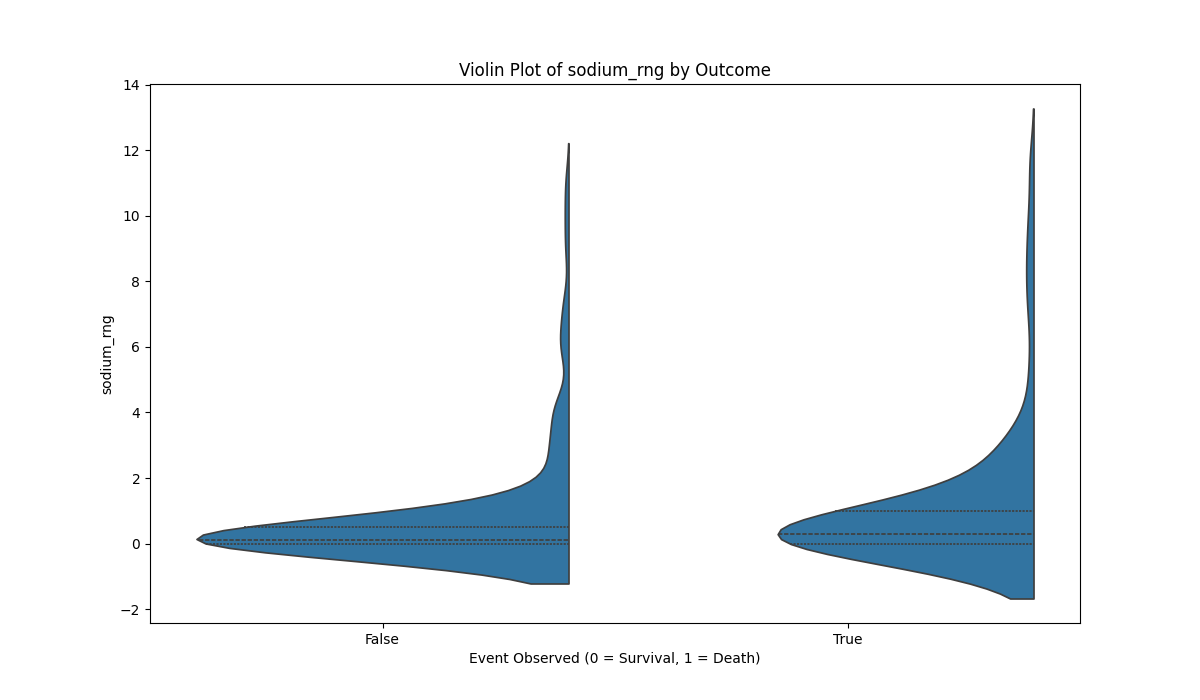 Violin Plot of sodium_rng by Outcome
14
12
10
8
6
4
2
0
−2
sodium_rng
False
True
Event Observed (0 = Survival, 1 = Death)